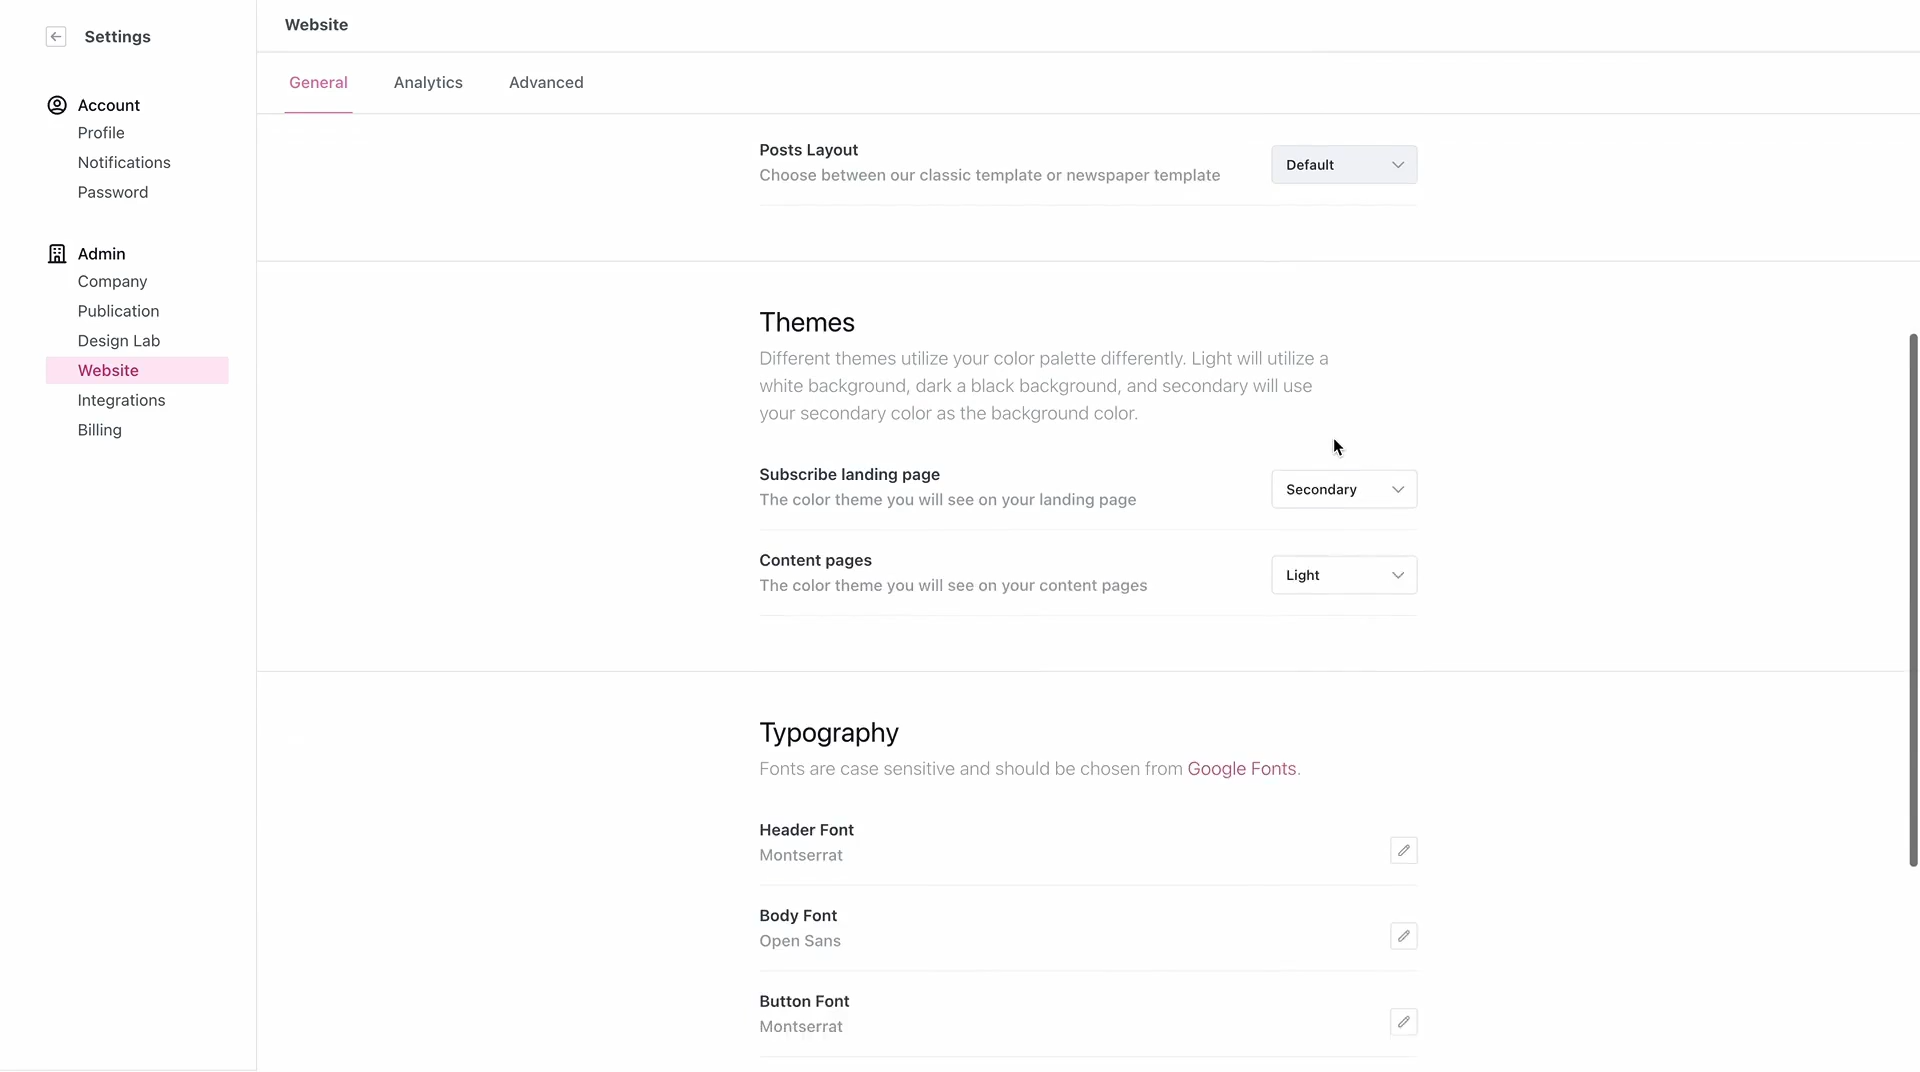 Settings
Account
Profile
Notifications
Password
Admin
Company
Publication
Design Lab
Website
Integrations
Billing
Website
General
Analytics
Advanced
Posts Layout
Choose between our classic template or newspaper template
Default
Themes
Different themes utilize your color palette differently. Light will utilize a
white background, dark a black background, and secondary will use
your secondary color as the background color.
Subscribe landing page
The color theme you will see on your landing page
Secondary
Content pages
The color theme you will see on your content pages
Light
Typography
Fonts are case sensitive and should be chosen from Google Fonts.
Header Font
Montserrat
Body Font
Open Sans
Button Font
Montserrat